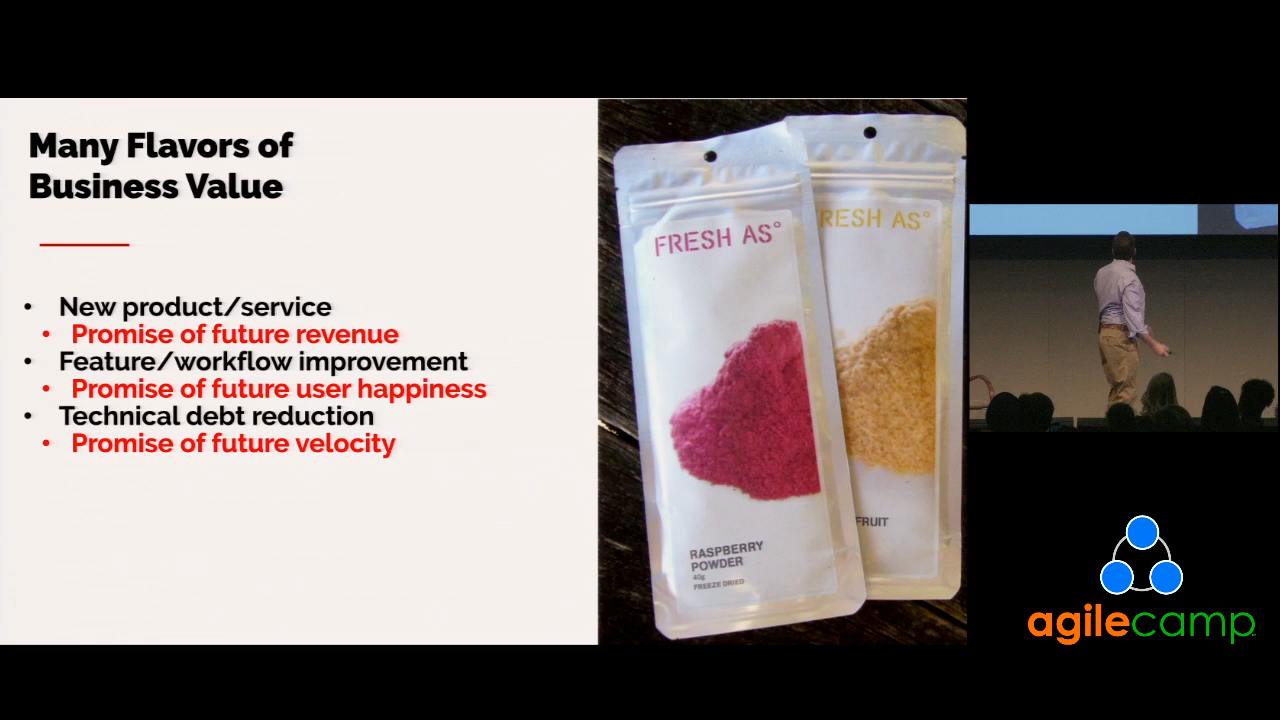 Many Flavors of
Business Value
• New product/service
• Promise of future revenue
• Feature/workflow improvement
• Promise of future user happiness
• Technical debt reduction
• Promise of future velocity
FRESH AS°
RESH AS°
RASPBERRY
POWDER
40g
FREEZE DRIED
FRUIT
agilecamp